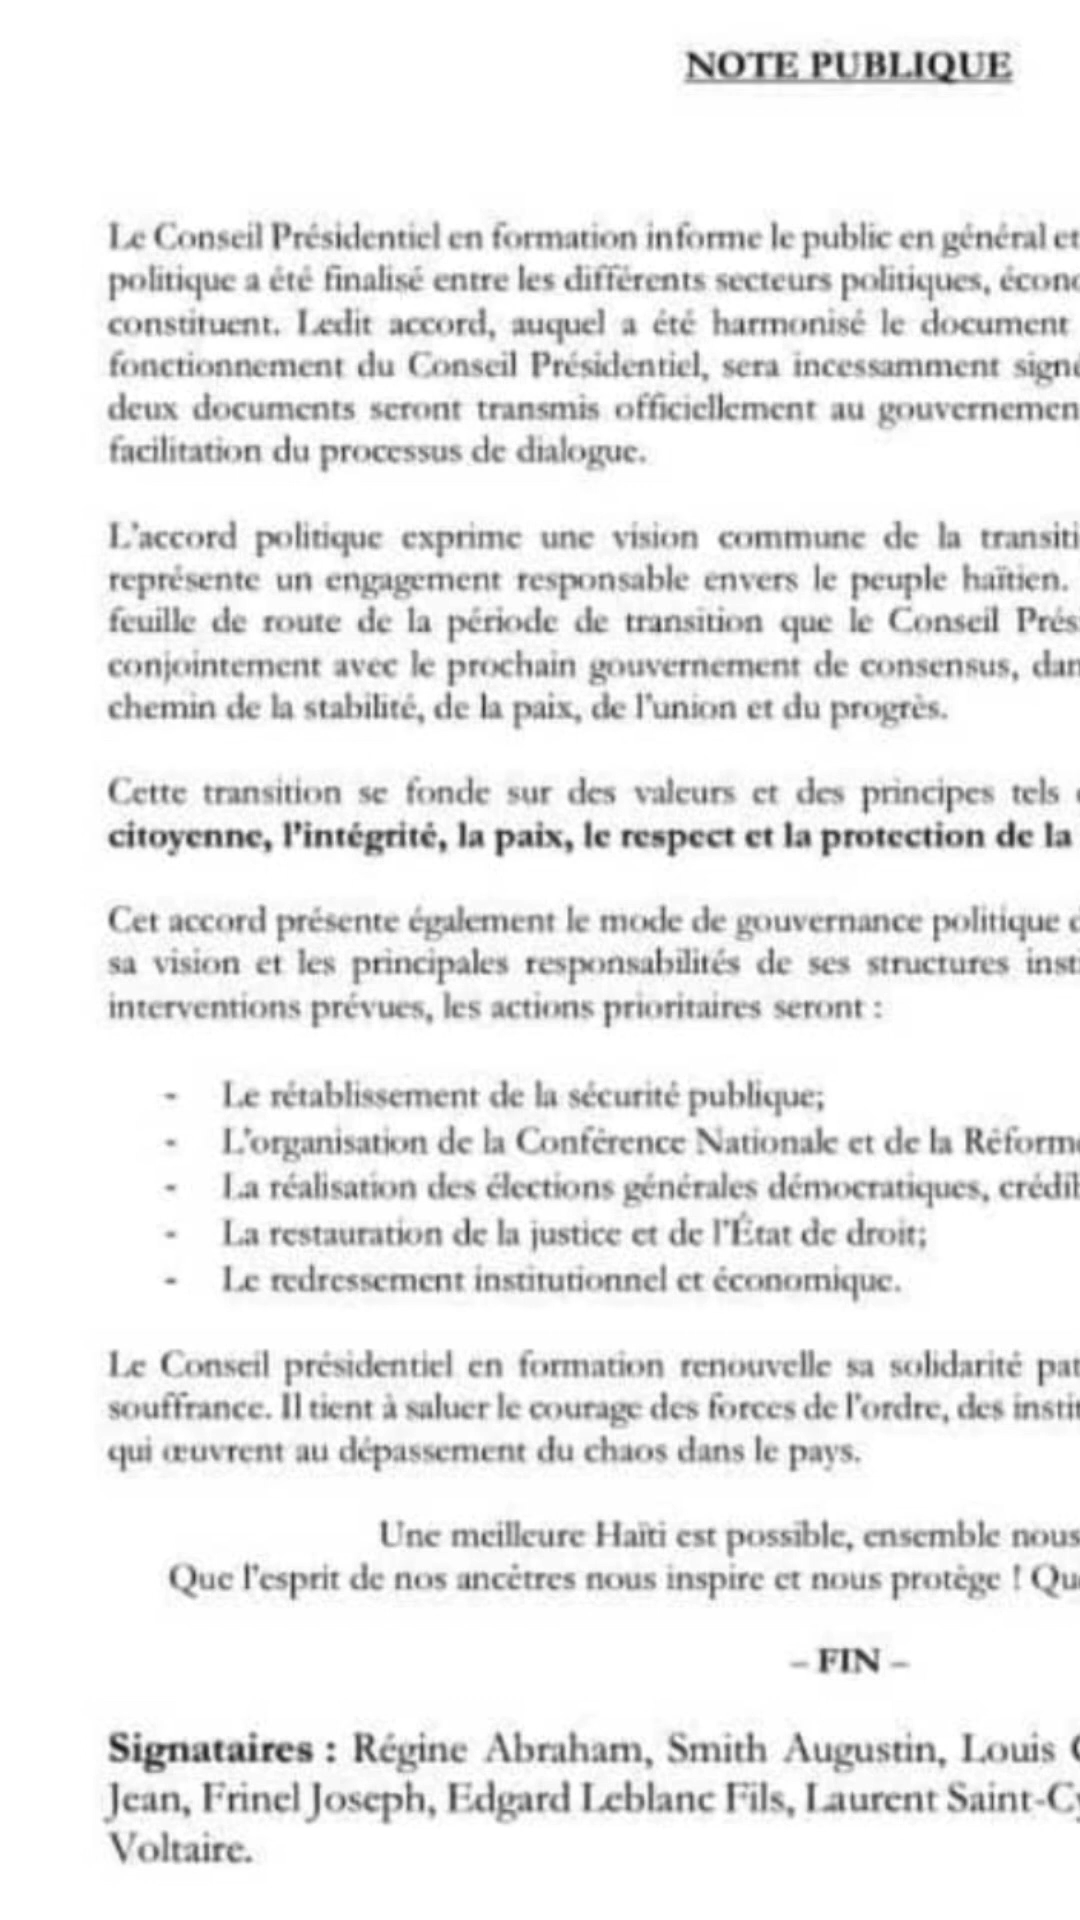 NOTE PUBLIQUE
Le Conseil Présidentiel en formation informe le public en général et
politique a été finalisé entre les différents secteurs politiques, écono
constituent. Ledit accord, auquel a été harmonisé le document
fonctionnement du Conseil Présidentiel, sera incessamment signé
deux documents seront transmis officiellement au gouvernemen
facilitation du processus de dialogue.
L'accord politique exprime une vision commune de la transiti
représente un engagement responsable envers le peuple haïtien.
feuille de route de la période de transition que le Conseil Prés
conjointement avec le prochain gouvernement de consensus, dan
chemin de la stabilité, de la paix, de l'union et du progrès.
Cette transition se fonde sur des valeurs et des principes tels
citoyenne, l'intégrité, la paix, le respect et la protection de la
Cet accord présente également le mode de gouvernance politique
sa vision et les principales responsabilités de ses structures inst
interventions prévues, les actions prioritaires seront :
- Le rétablissement de la sécurité publique;
- L'organisation de la Conférence Nationale et de la Réforme
- La réalisation des élections générales démocratiques, crédib
- La restauration de la justice et de l'État de droit;
- Le redressement institutionnel et économique.
Le Conseil présidentiel en formation renouvelle sa solidarité pat
souffrance. Il tient à saluer le courage des forces de l'ordre, des instit
qui œuvrent au dépassement du chaos dans le pays.
Une meilleure Haïti est possible, ensemble nous
Que l'esprit de nos ancêtres nous inspire et nous protège ! Qu
– FIN –
Signataires : Régine Abraham, Smith Augustin, Louis
Jean, Frinel Joseph, Edgard Leblanc Fils, Laurent Saint-Cy
Voltaire.